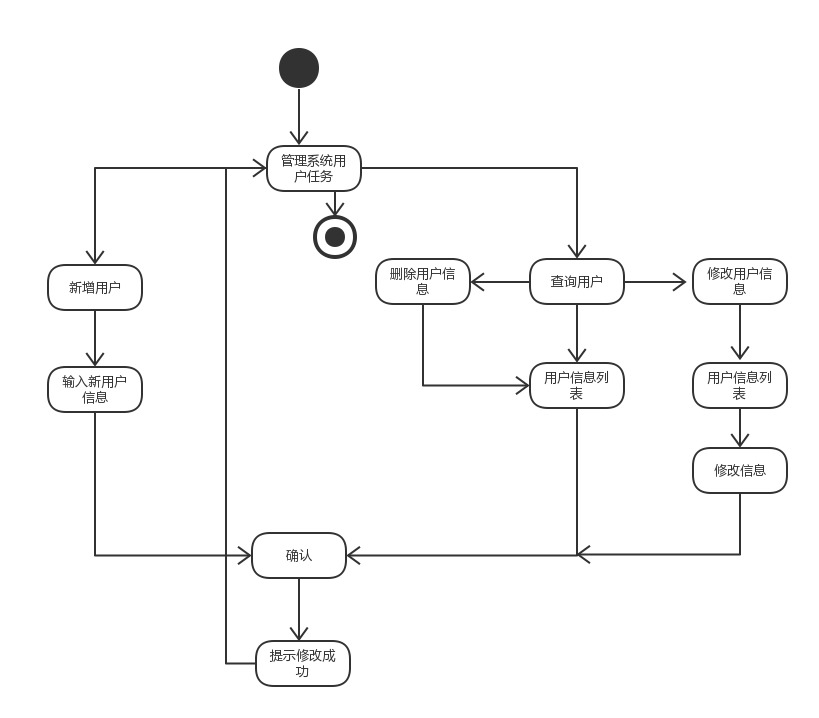 管理系统用
户任务
新增用户
删除用户信
息
查询用户
修改用户信
息
输入新用户
信息
用户信息列
表
用户信息列
表
修改信息
确认
提示修改成
功